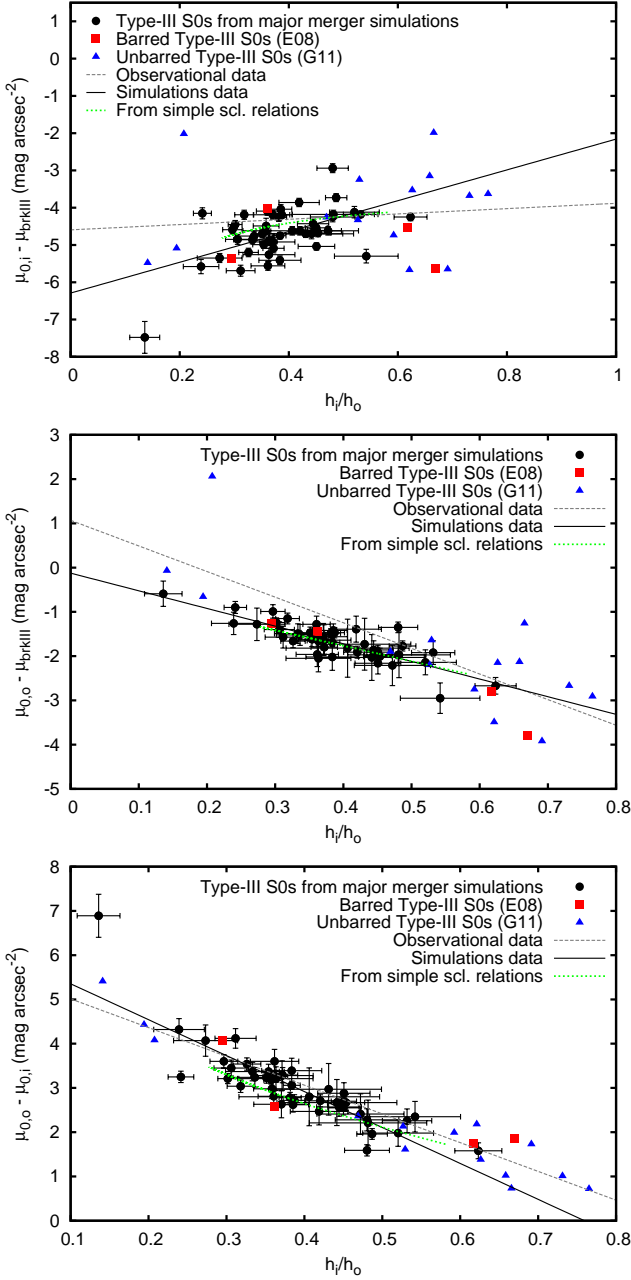 Type-III S0s from major merger simulations
Barred Type-III S0s (E08)
Unbarred Type-III S0s (G11)
Observational data
Simulations data
From simple scl. relations
μ0,i - μbrkIII (mag arcsec-2)
1
0
-1
-2
-3
-4
-5
-6
-7
-8
0 0.2 0.4 0.6 0.8 1
hi/ho
Type-III S0s from major merger simulations
Barred Type-III S0s (E08)
Unbarred Type-III S0s (G11)
Observational data
Simulations data
From simple scl. relations
μ0,o - μbrkIII (mag arcsec-2)
3
2
1
0
-1
-2
-3
-4
-5
0 0.1 0.2 0.3 0.4 0.5 0.6 0.7 0.8
hi/ho
Type-III S0s from major merger simulations
Barred Type-III S0s (E08)
Unbarred Type-III S0s (G11)
Observational data
Simulations data
From simple scl. relations
μ0,o - μ0,i (mag arcsec-2)
8
7
6
5
4
3
2
1
0
0.1 0.2 0.3 0.4 0.5 0.6 0.7 0.8
hi/ho